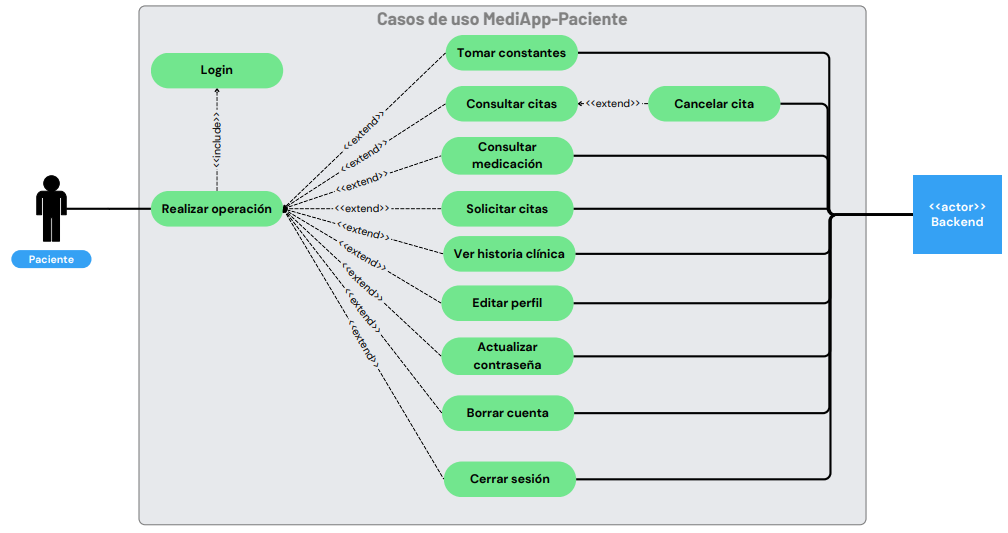 Casos de uso MediApp-Paciente
Login
<<include>>
Realizar operación
Paciente
<<extend>>
<<extend>>
<<extend>>
<<extend>>
<<extend>>
<<extend>>
<<extend>>
<<extend>>
<<extend>>
Tomar constantes
Consultar citas
<<extend>>
Cancelar cita
Consultar
medicación
Solicitar citas
Ver historia clínica
Editar perfil
Actualizar
contraseña
Borrar cuenta
Cerrar sesión
<<actor>>
Backend